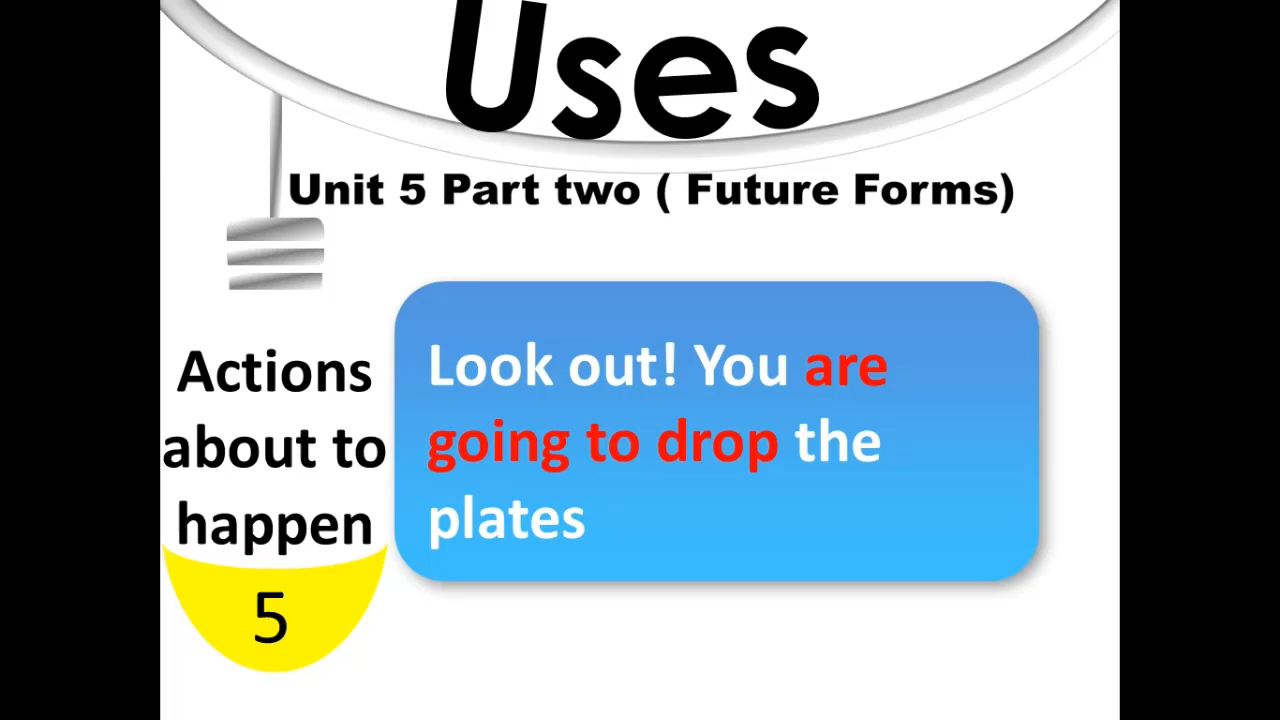 Uses
Unit 5 Part two ( Future Forms)
Actions
about to
happen
5
Look out! You are
going to drop the
plates